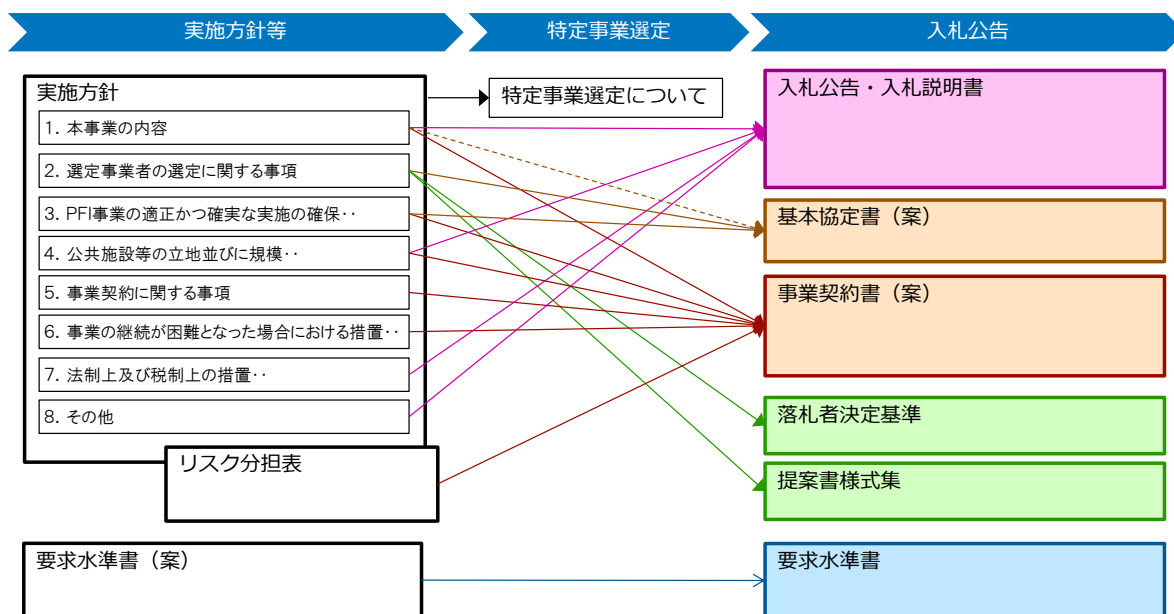 実施方針等
特定事業選定
入札公告
実施方針
1. 本事業の内容
2. 選定事業者の選定に関する事項
3. PFI事業の適正かつ確実な実施の確保‥
4. 公共施設等の立地並びに規模‥
5. 事業契約に関する事項
6. 事業の継続が困難となった場合における措置‥
7. 法制上及び税制上の措置‥
8. その他
リスク分担表
要求水準書（案）
特定事業選定について
入札公告・入札説明書
基本協定書（案）
事業契約書（案）
落札者決定基準
提案書様式集
要求水準書